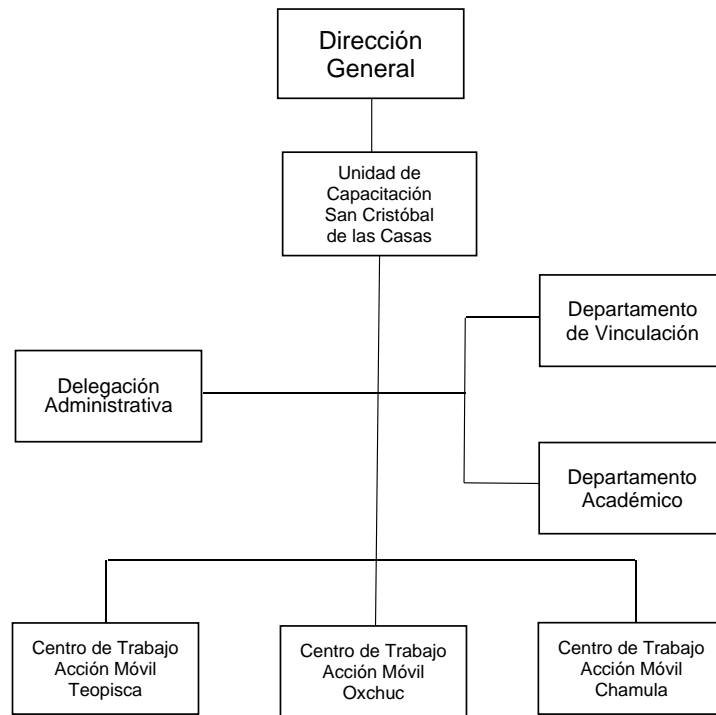 Dirección
General
Unidad de
Capacitación
San Cristóbal
de las Casas
Departamento
de Vinculación
Delegación
Administrativa
Departamento
Académico
Centro de Trabajo
Acción Móvil
Teopisca
Centro de Trabajo
Acción Móvil
Oxchuc
Centro de Trabajo
Acción Móvil
Chamula